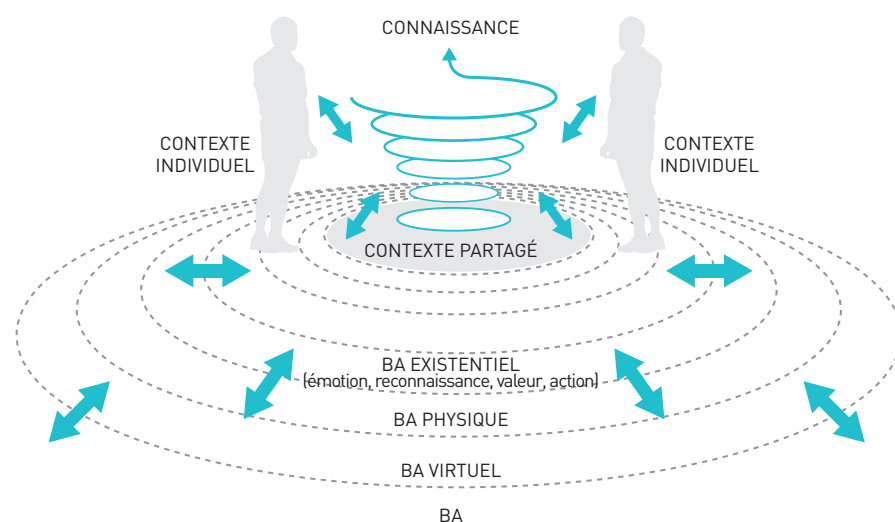 CONNAISSANCE
CONTEXTE
INDIVIDUEL
CONTEXTE
INDIVIDUEL
CONTEXTE PARTAGÉ
BA EXISTENTIEL
(émotion, reconnaissance, valeur, action)
BA PHYSIQUE
BA VIRTUEL
BA